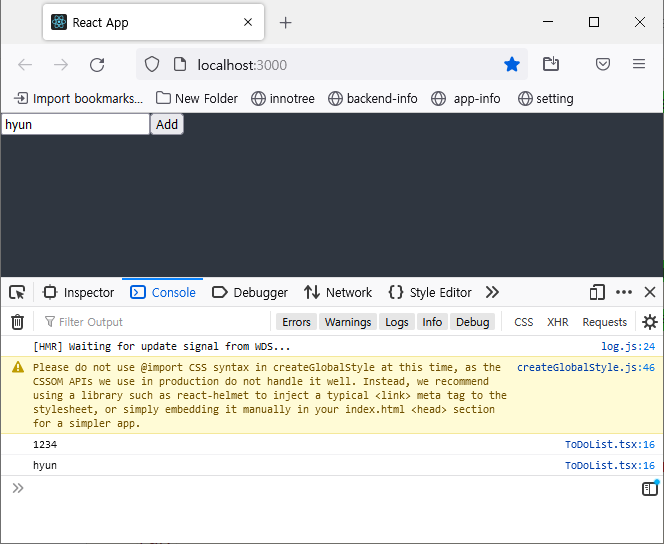 React App
localhost:3000
Import bookmarks... New Folder innotree backend-info app-info setting
hyun Add
Inspector Console Debugger Network Style Editor
Filter Output Errors Warnings Logs Info Debug CSS XHR Requests
[HMR] Waiting for update signal from WDS... log.js:24
Please do not use @import CSS syntax in createGlobalStyle at this time, as the createGlobalStyle.js:46
CSSOM APIs we use in production do not handle it well. Instead, we recommend
using a library such as react-helmet to inject a typical <link> meta tag to the
stylesheet, or simply embedding it manually in your index.html <head> section
for a simpler app.
1234 ToDoList.tsx:16
hyun ToDoList.tsx:16